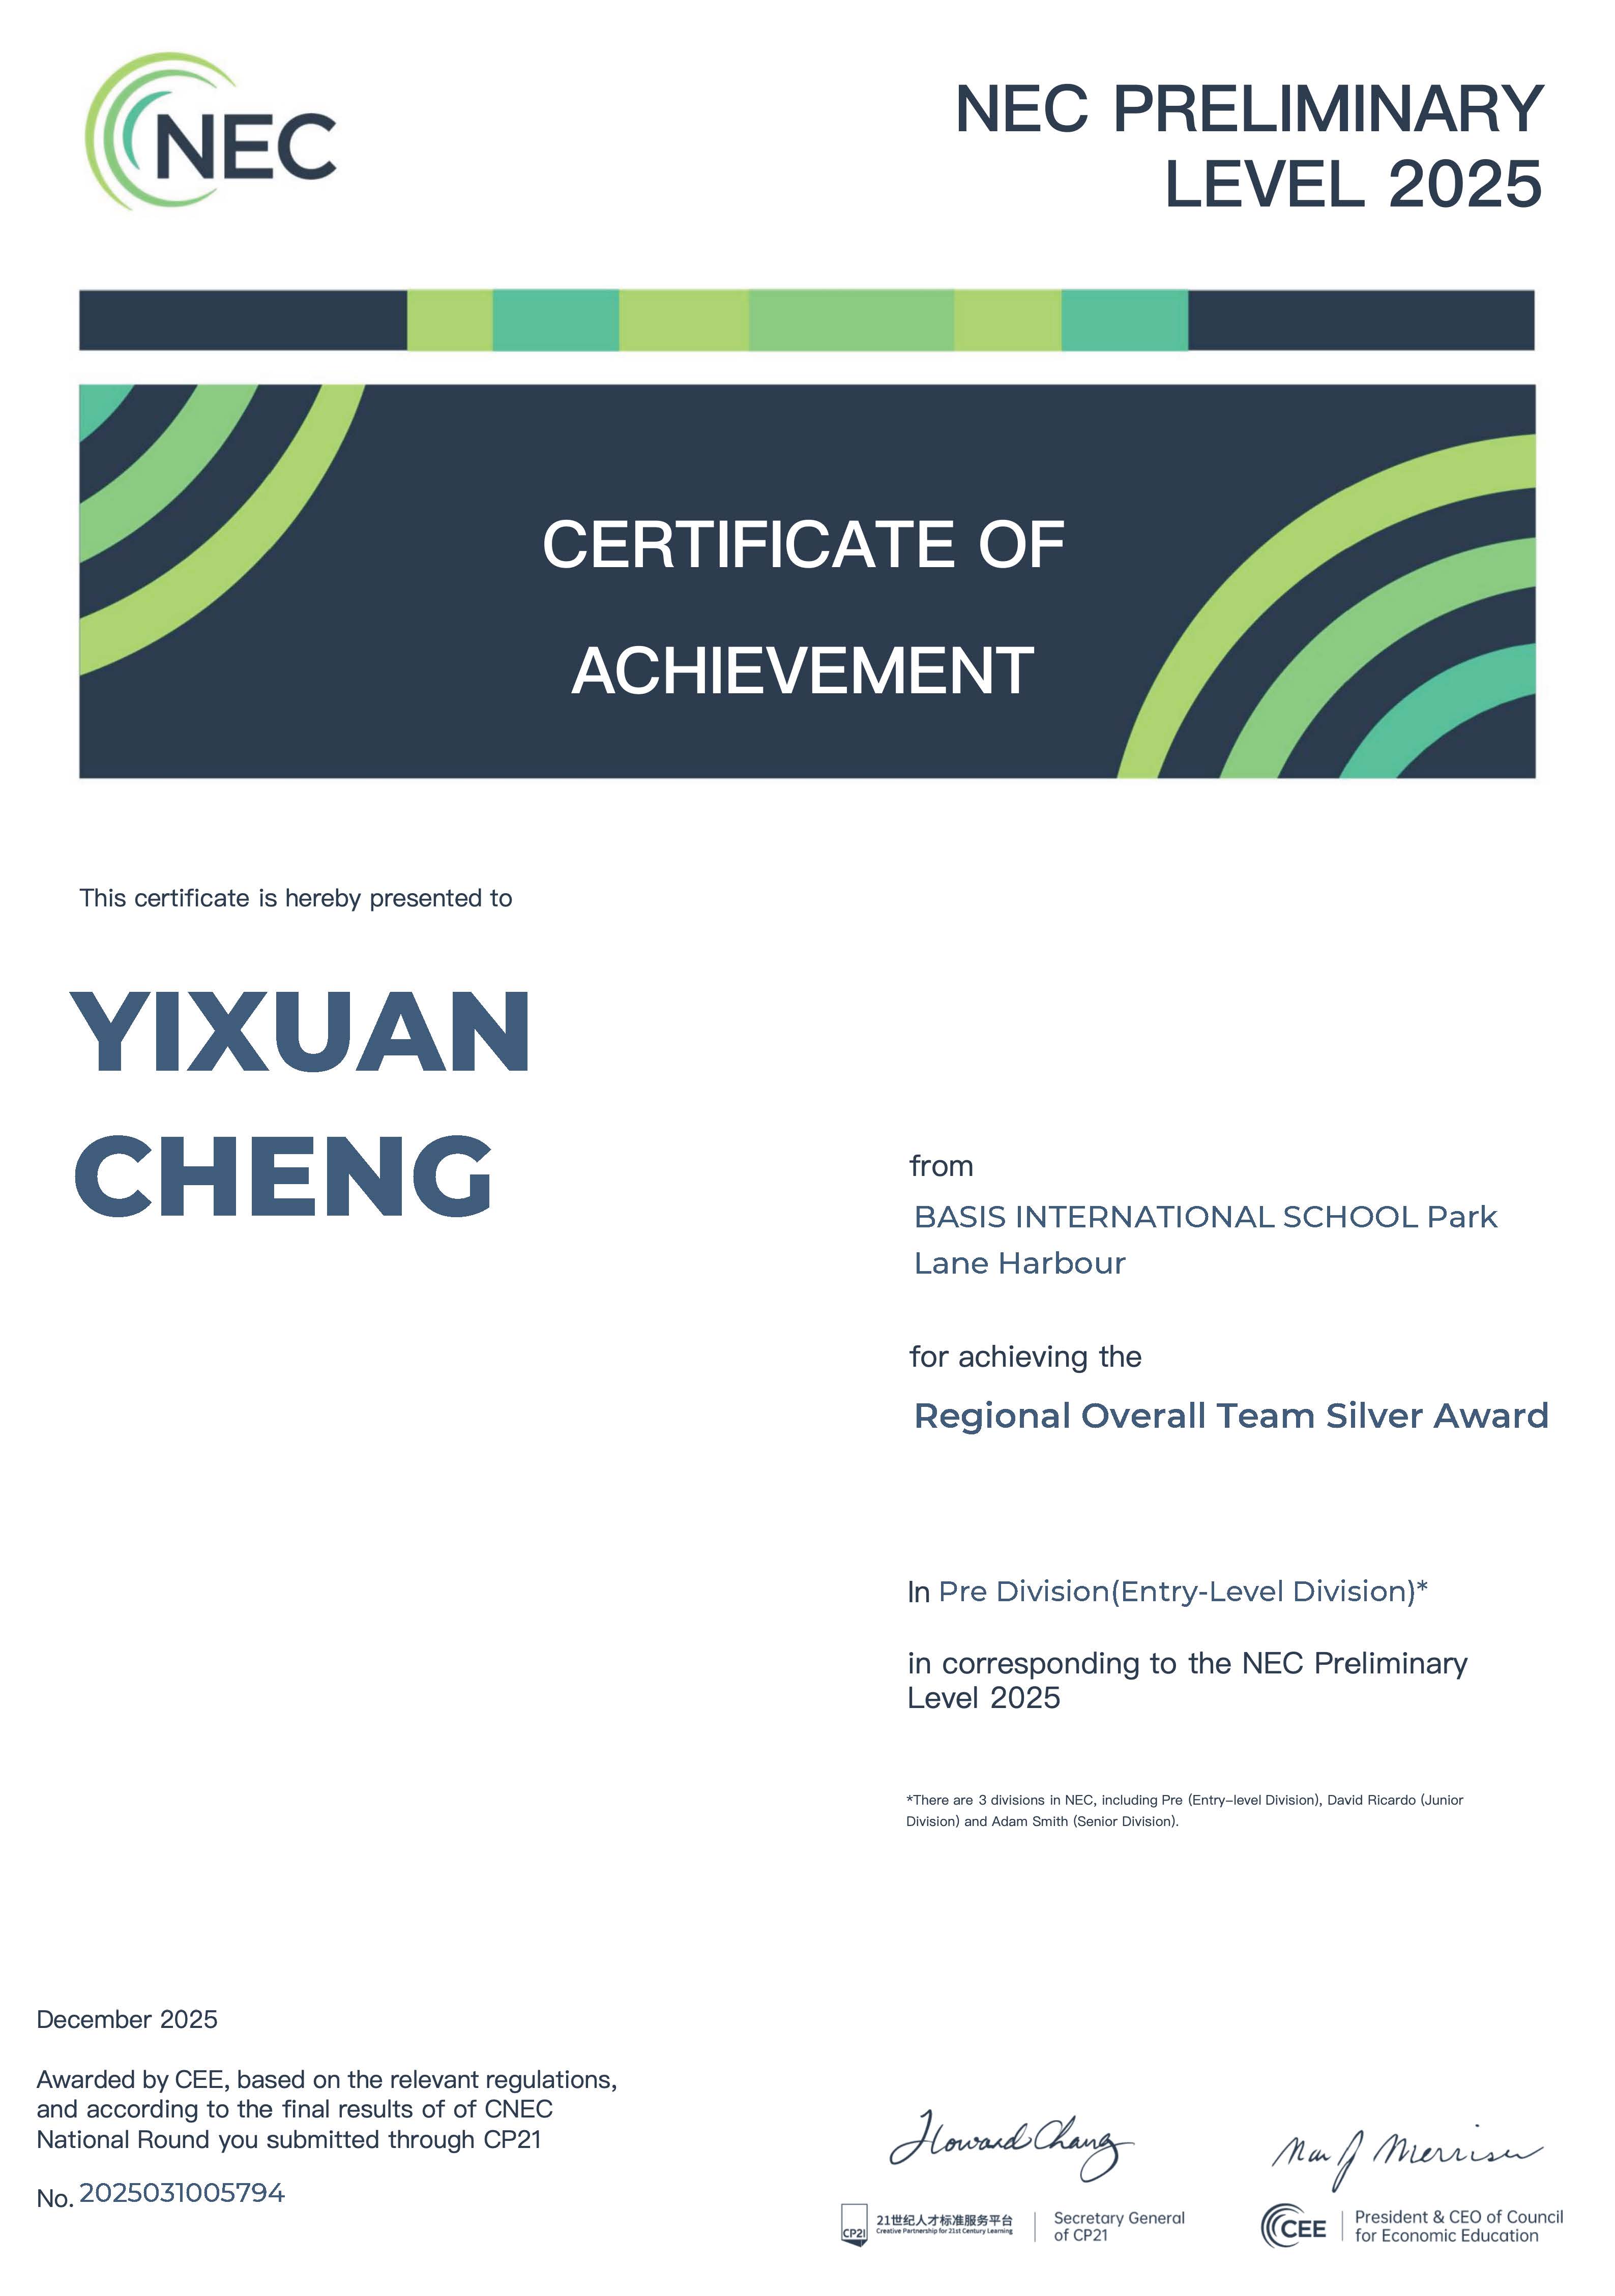 NEC
NEC PRELIMINARY
LEVEL 2025
CERTIFICATE OF
ACHIEVEMENT
This certificate is hereby presented to
YIXUAN
CHENG
from
BASIS INTERNATIONAL SCHOOL Park
Lane Harbour
for achieving the
Regional Overall Team Silver Award
In Pre Division(Entry-Level Division)*
in corresponding to the NEC Preliminary
Level 2025
*There are 3 divisions in NEC, including Pre (Entry-level Division), David Ricardo (Junior
Division) and Adam Smith (Senior Division).
December 2025
Awarded by CEE, based on the relevant regulations,
and according to the final results of of CNEC
National Round you submitted through CP21
No. 2025031005794
Howard Chang
Nan J Morrison
CP21
21世纪人才标准服务平台
Creative Partnership for 21st Century Learning
Secretary General
of CP21
CEE
President & CEO of Council
for Economic Education